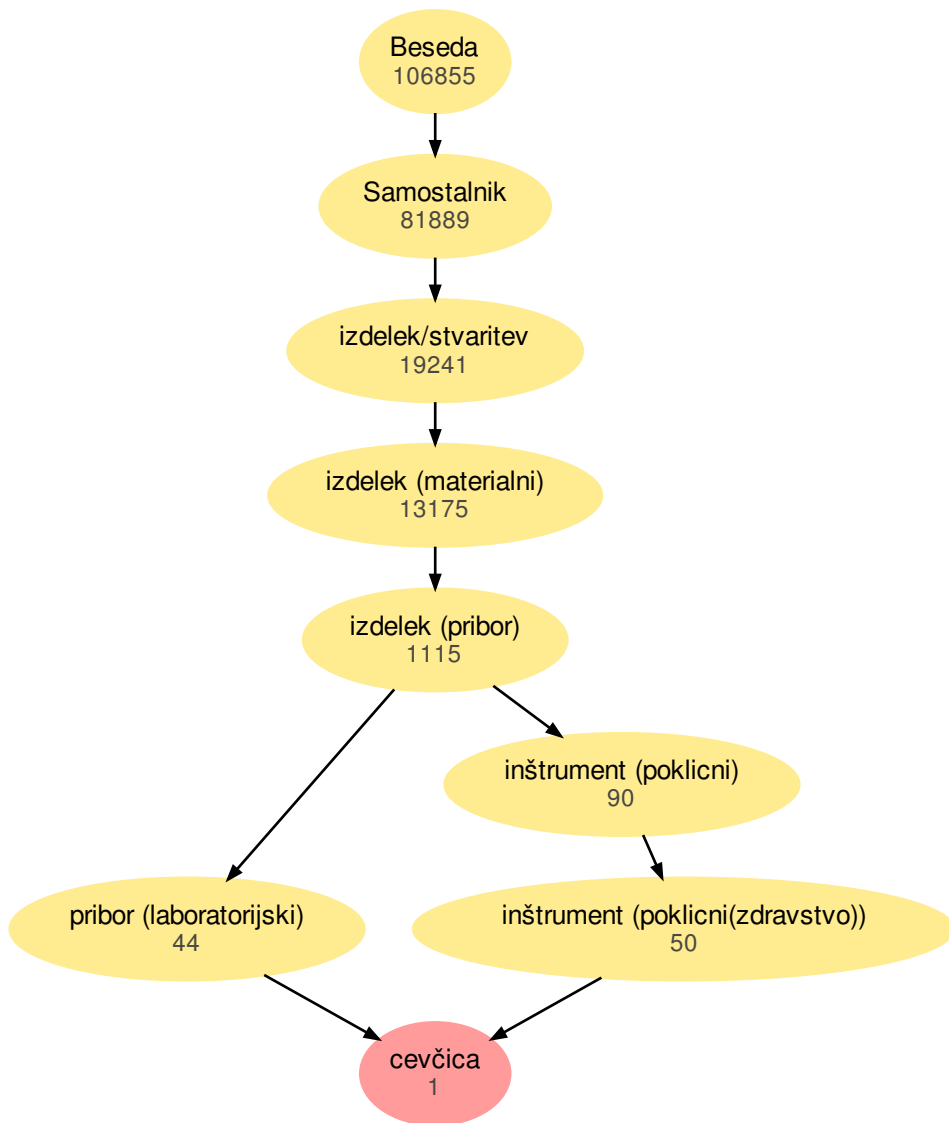 Beseda
106855
Samostalnik
81889
izdelek/stvaritev
19241
izdelek (materialni)
13175
izdelek (pribor)
1115
inštrument (poklicni)
90
pribor (laboratorijski)
44
inštrument (poklicni(zdravstvo))
50
cevčica
1